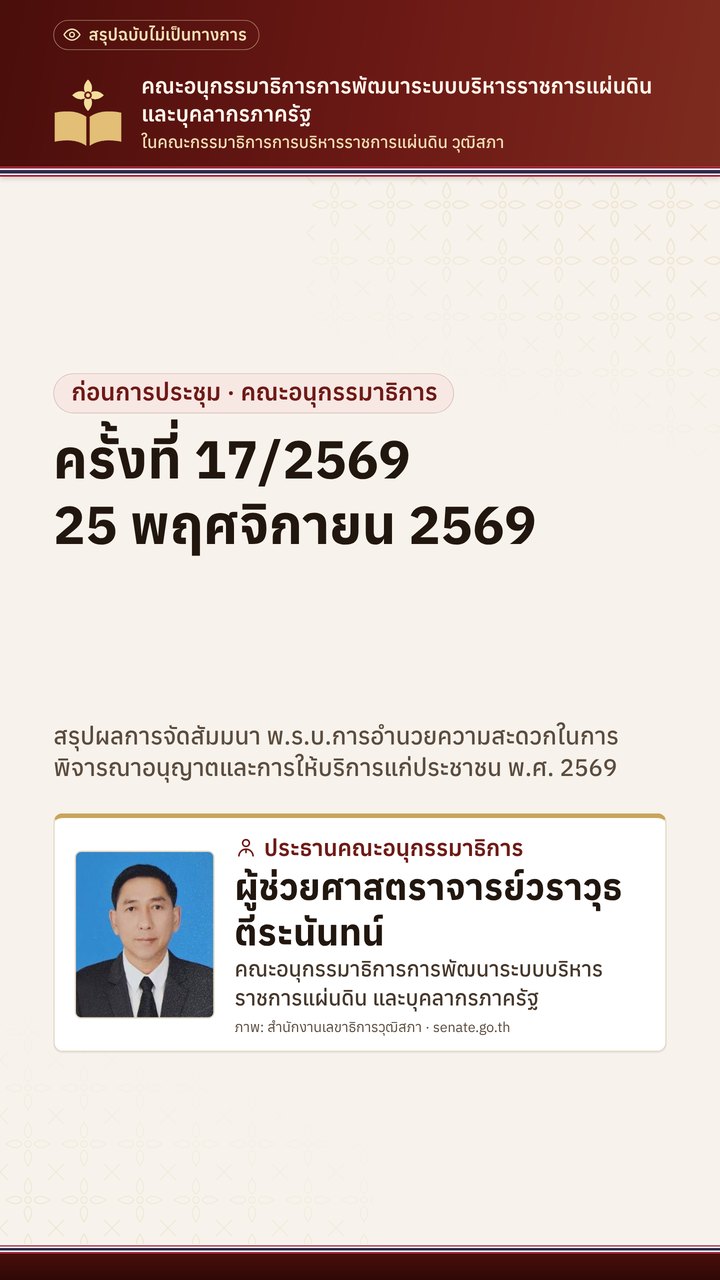 สรุปฉบับไม่เป็นทางการ
คณะอนุกรรมาธิการการพัฒนาระบบบริหารราชการแผ่นดิน
และบุคลากรภาครัฐ
ในคณะกรรมาธิการการบริหารราชการแผ่นดิน วุฒิสภา
ก่อนการประชุม · คณะอนุกรรมาธิการ
ครั้งที่ 17/2569
25 พฤศจิกายน 2569
สรุปผลการจัดสัมมนา พ.ร.บ.การอำนวยความสะดวกในการ
พิจารณาอนุญาตและการให้บริการแก่ประชาชน พ.ศ. 2569
ประธานคณะอนุกรรมาธิการ
ผู้ช่วยศาสตราจารย์วราวุธ
ตีระนันทน์
คณะอนุกรรมาธิการการพัฒนาระบบบริหาร
ราชการแผ่นดิน และบุคลากรภาครัฐ
ภาพ: สำนักงานเลขาธิการวุฒิสภา · senate.go.th